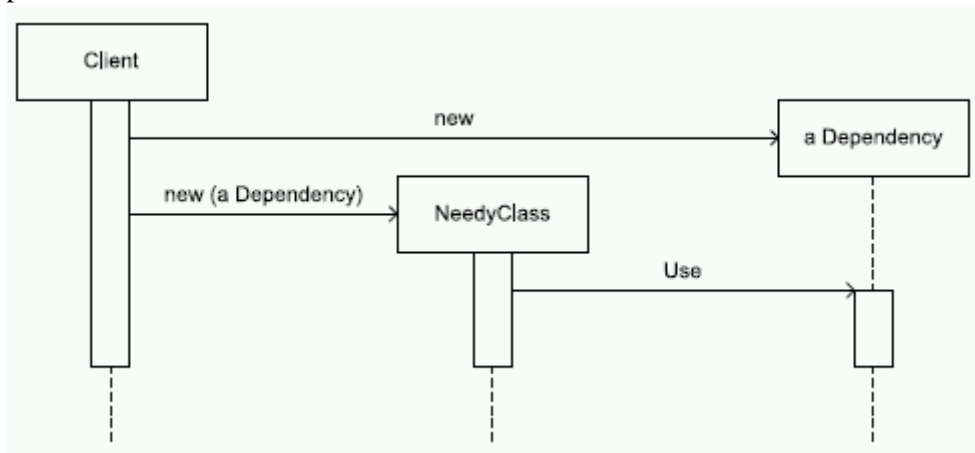 Client
new
a Dependency
new (a Dependency)
NeedyClass
Use